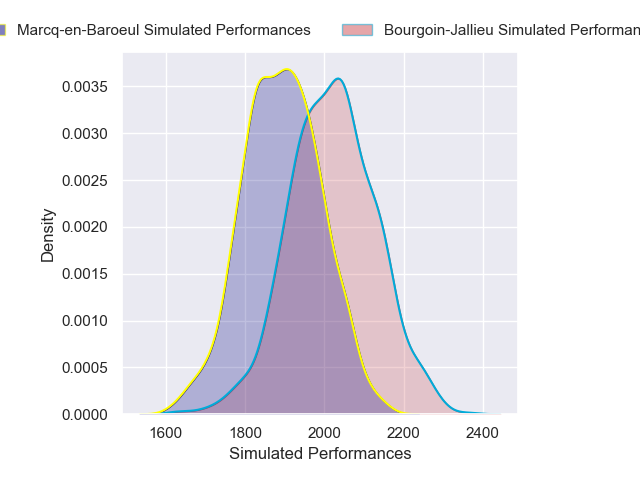 Marcq-en-Baroeul Simulated Performances
Bourgoin-Jallieu Simulated Performan
0.0035
0.0030
0.0025
0.0020
0.0015
0.0010
0.0005
0.0000
Density
1600 1800 2000 2200 2400
Simulated Performances